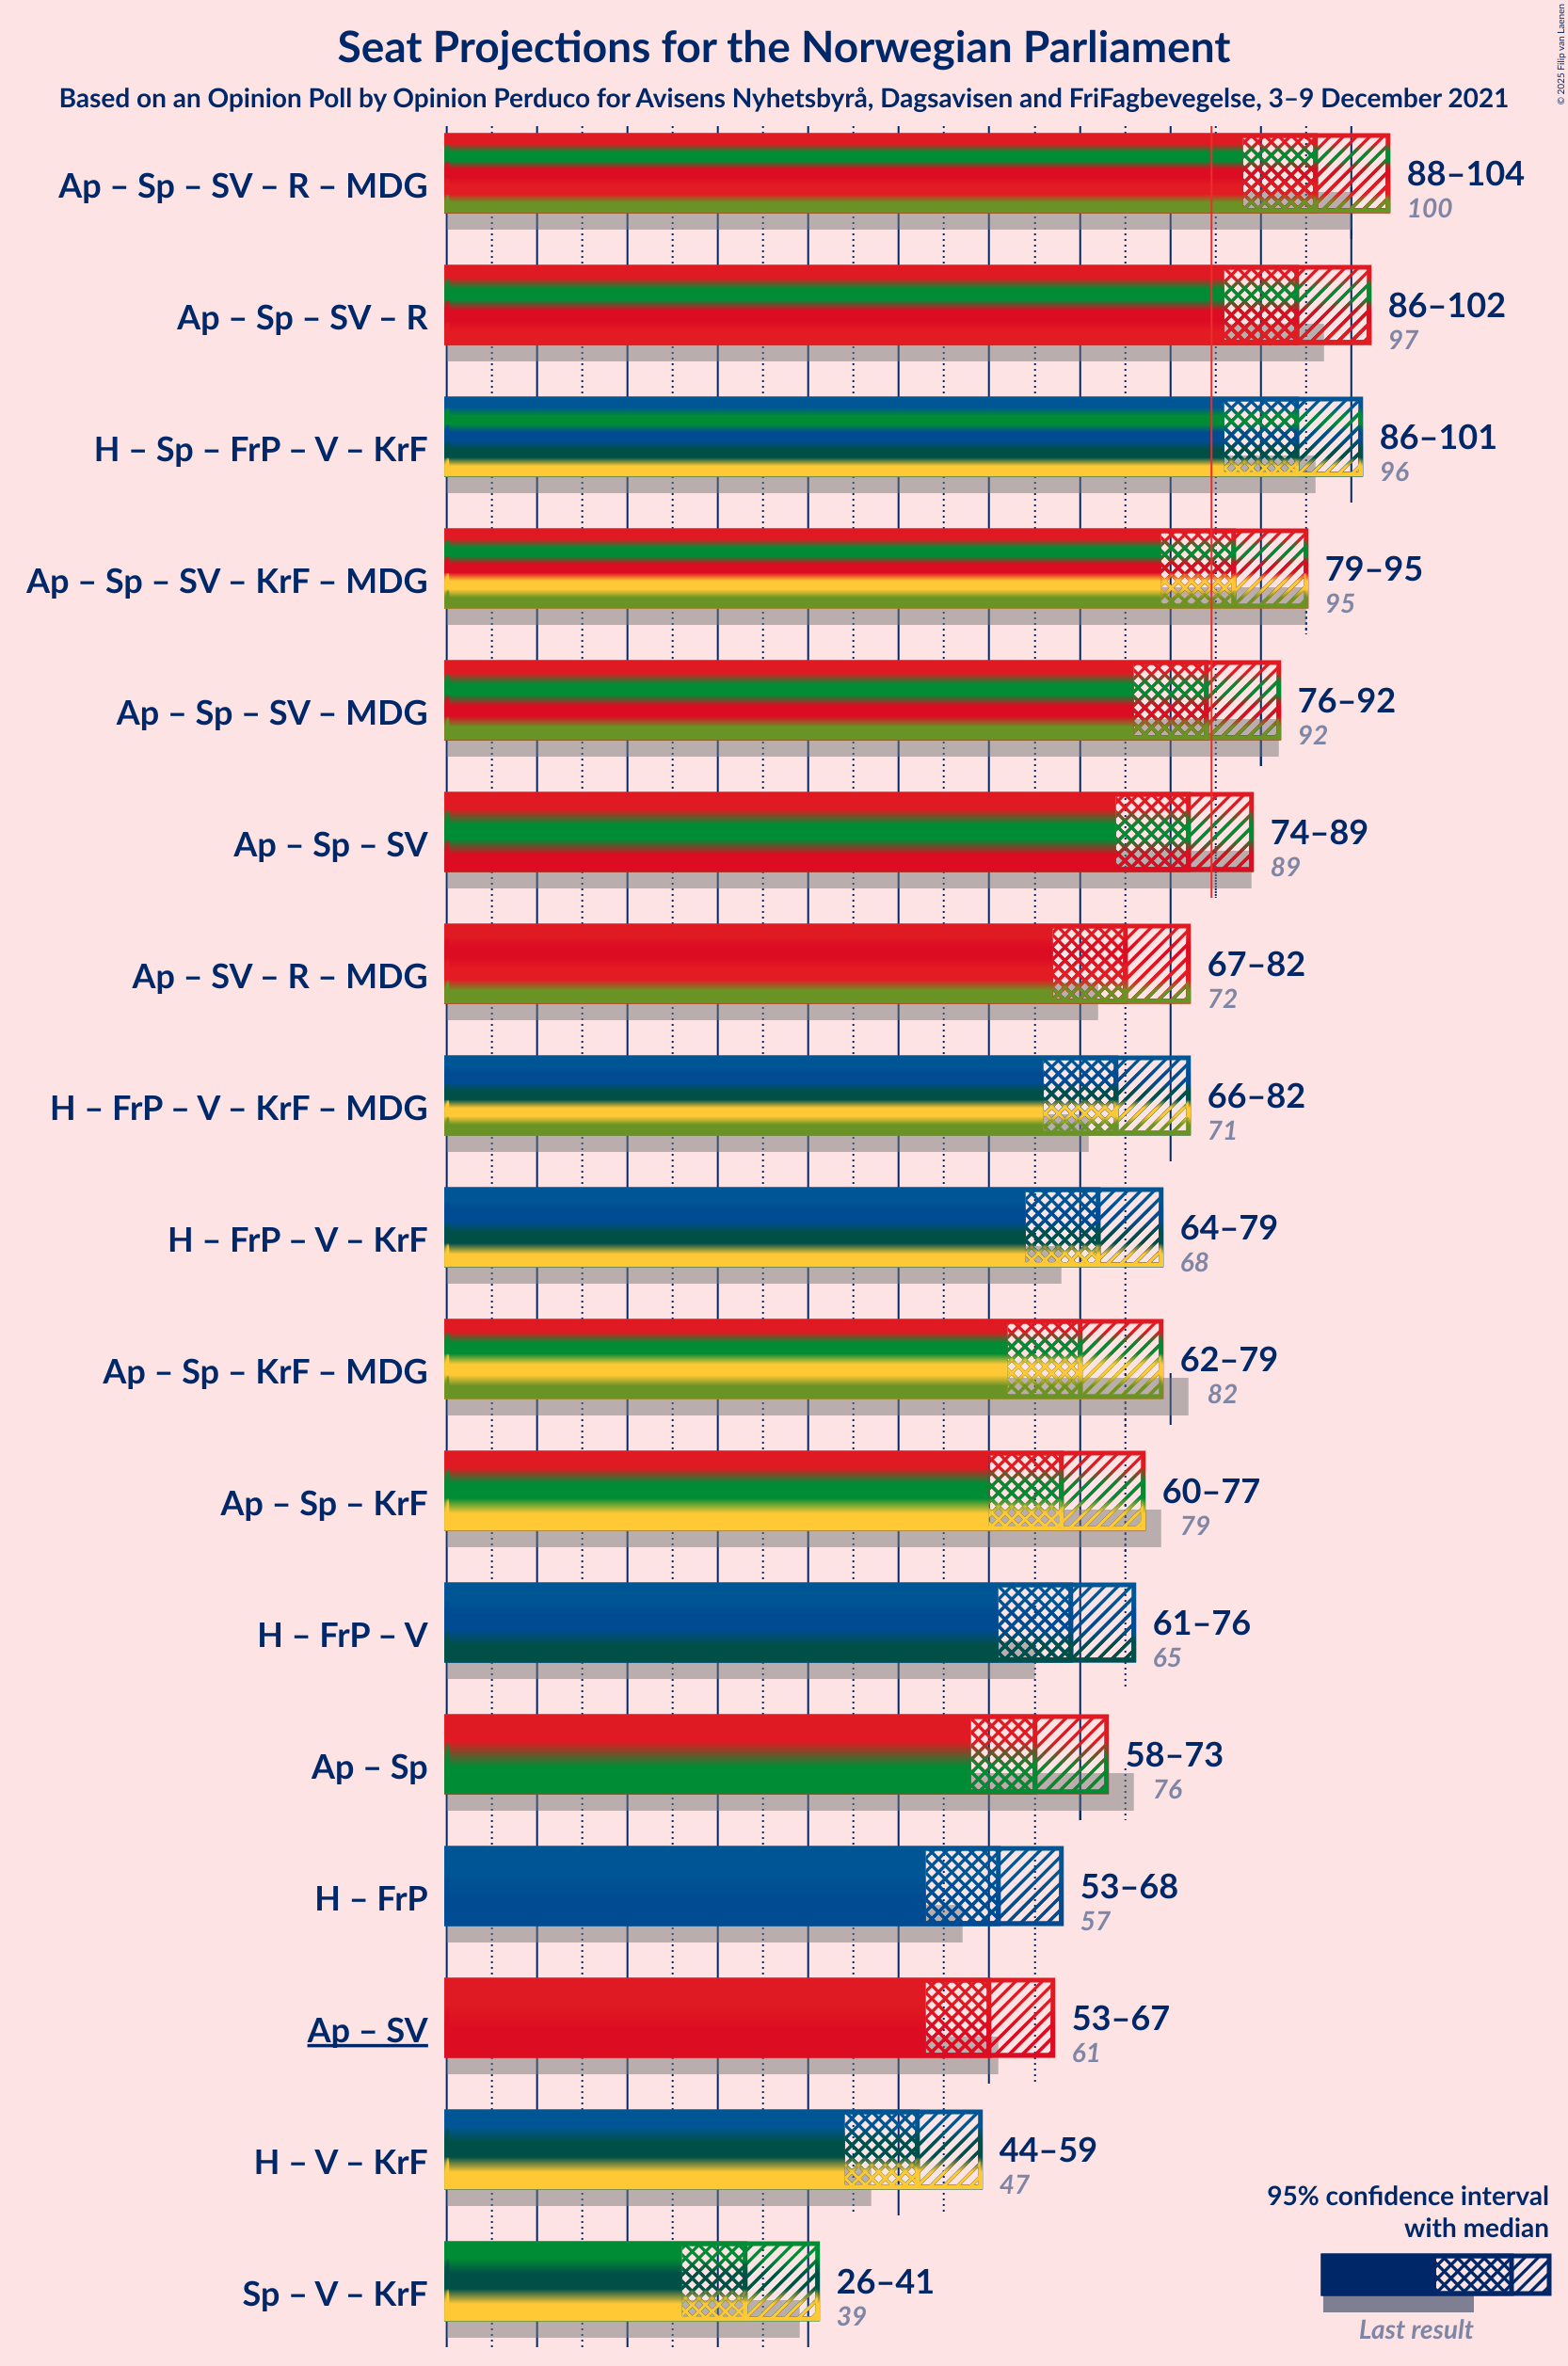 Seat Projections for the Norwegian Parliament
Based on an Opinion Poll by Opinion Perduco for Avisens Nyhetsbyrå, Dagsavisen and FriFagbevegelse, 3–9 December 2021
© 2025 Filip van Laenen
Ap – Sp – SV – R – MDG
88–104
100
Ap – Sp – SV – R
86–102
97
H – Sp – FrP – V – KrF
86–101
96
Ap – Sp – SV – KrF – MDG
79–95
95
Ap – Sp – SV – MDG
76–92
92
Ap – Sp – SV
74–89
89
Ap – SV – R – MDG
67–82
72
H – FrP – V – KrF – MDG
66–82
71
H – FrP – V – KrF
64–79
68
Ap – Sp – KrF – MDG
62–79
82
Ap – Sp – KrF
60–77
79
H – FrP – V
61–76
65
Ap – Sp
58–73
76
H – FrP
53–68
57
Ap – SV
53–67
61
H – V – KrF
44–59
47
Sp – V – KrF
26–41
39
95% confidence interval
with median
Last result